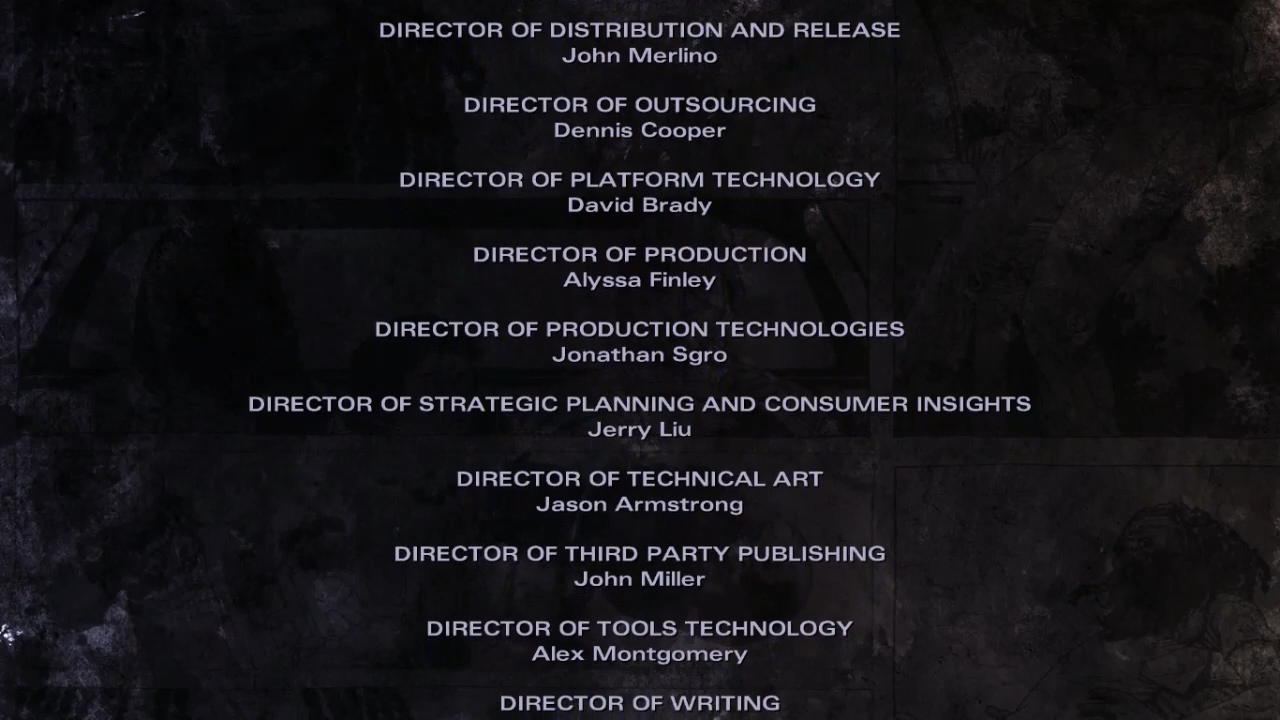 DIRECTOR OF DISTRIBUTION AND RELEASE
John Merlino
DIRECTOR OF OUTSOURCING
Dennis Cooper
DIRECTOR OF PLATFORM TECHNOLOGY
David Brady
DIRECTOR OF PRODUCTION
Alyssa Finley
DIRECTOR OF PRODUCTION TECHNOLOGIES
Jonathan Sgro
DIRECTOR OF STRATEGIC PLANNING AND CONSUMER INSIGHTS
Jerry Liu
DIRECTOR OF TECHNICAL ART
Jason Armstrong
DIRECTOR OF THIRD PARTY PUBLISHING
John Miller
DIRECTOR OF TOOLS TECHNOLOGY
Alex Montgomery
DIRECTOR OF WRITING